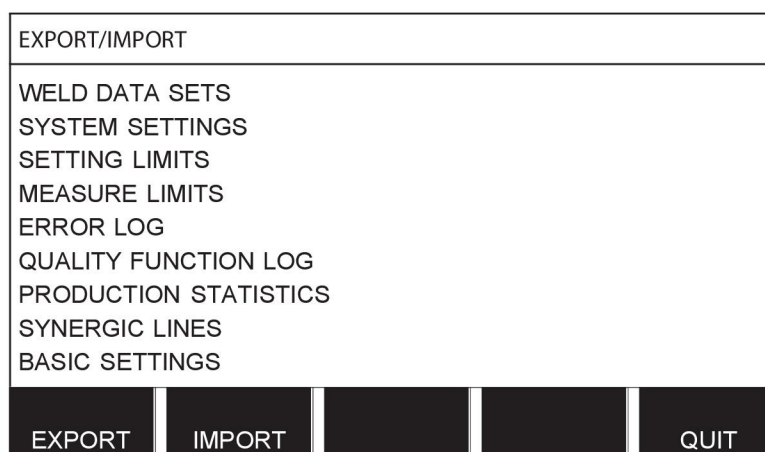 EXPORT/IMPORT
WELD DATA SETS
SYSTEM SETTINGS
SETTING LIMITS
MEASURE LIMITS
ERROR LOG
QUALITY FUNCTION LOG
PRODUCTION STATISTICS
SYNERGIC LINES
BASIC SETTINGS
EXPORT IMPORT QUIT